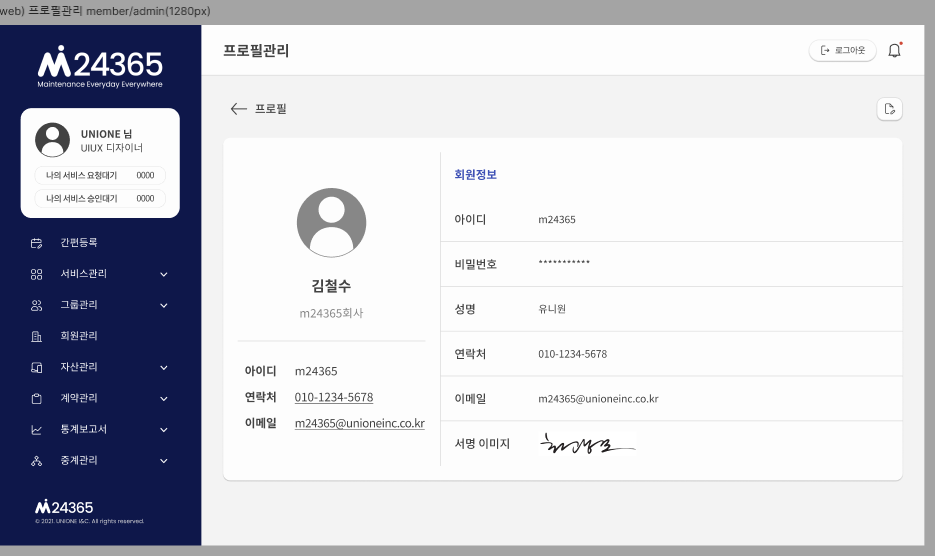 web) 프로필관리 member/admin(1280px)
24365
Maintenance Everyday Everywhere
프로필관리
로그아웃
프로필
UNIONE 님
UIUX 디자이너
나의 서비스 요청대기 0000
나의 서비스 승인대기 0000
간편등록
서비스관리
그룹관리
회원관리
자산관리
계약관리
통계보고서
중계관리
24365
© 2021. UNIONE I&C. All rights reserved.
김철수
m24365회사
아이디 m24365
연락처 010-1234-5678
이메일 m24365@unioneinc.co.kr
회원정보
아이디 m24365
비밀번호 ***********
성명 유니원
연락처 010-1234-5678
이메일 m24365@unioneinc.co.kr
서명 이미지